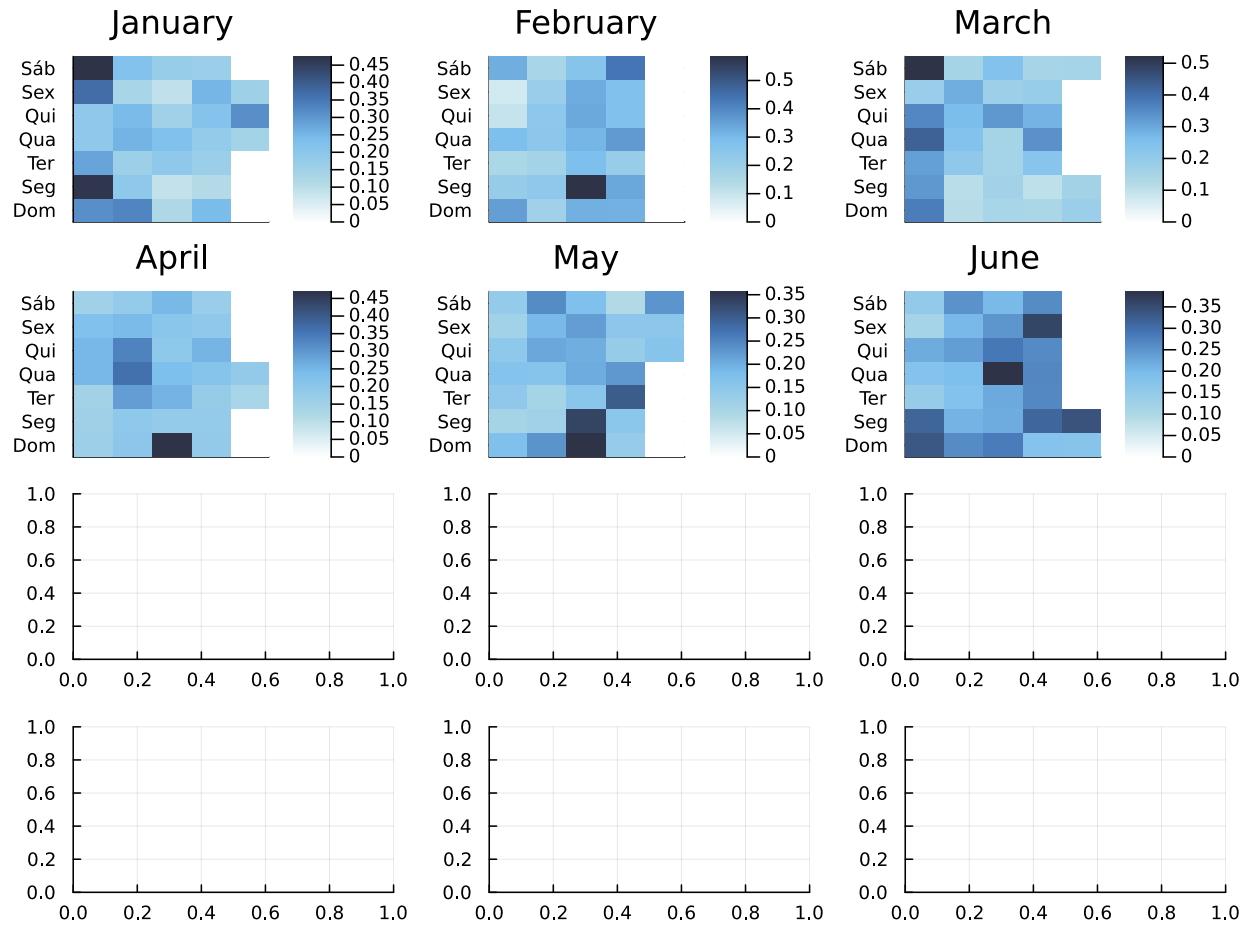 January
Sáb
Sex
Qui
Qua
Ter
Seg
Dom
0.45
0.40
0.35
0.30
0.25
0.20
0.15
0.10
0.05
0
February
Sáb
Sex
Qui
Qua
Ter
Seg
Dom
0.5
0.4
0.3
0.2
0.1
0
March
Sáb
Sex
Qui
Qua
Ter
Seg
Dom
0.5
0.4
0.3
0.2
0.1
0
April
Sáb
Sex
Qui
Qua
Ter
Seg
Dom
0.45
0.40
0.35
0.30
0.25
0.20
0.15
0.10
0.05
0
May
Sáb
Sex
Qui
Qua
Ter
Seg
Dom
0.35
0.30
0.25
0.20
0.15
0.10
0.05
0
June
Sáb
Sex
Qui
Qua
Ter
Seg
Dom
0.35
0.30
0.25
0.20
0.15
0.10
0.05
0
1.0
0.8
0.6
0.4
0.2
0.0
0.0 0.2 0.4 0.6 0.8 1.0
1.0
0.8
0.6
0.4
0.2
0.0
0.0 0.2 0.4 0.6 0.8 1.0
1.0
0.8
0.6
0.4
0.2
0.0
0.0 0.2 0.4 0.6 0.8 1.0
1.0
0.8
0.6
0.4
0.2
0.0
0.0 0.2 0.4 0.6 0.8 1.0
1.0
0.8
0.6
0.4
0.2
0.0
0.0 0.2 0.4 0.6 0.8 1.0
1.0
0.8
0.6
0.4
0.2
0.0
0.0 0.2 0.4 0.6 0.8 1.0